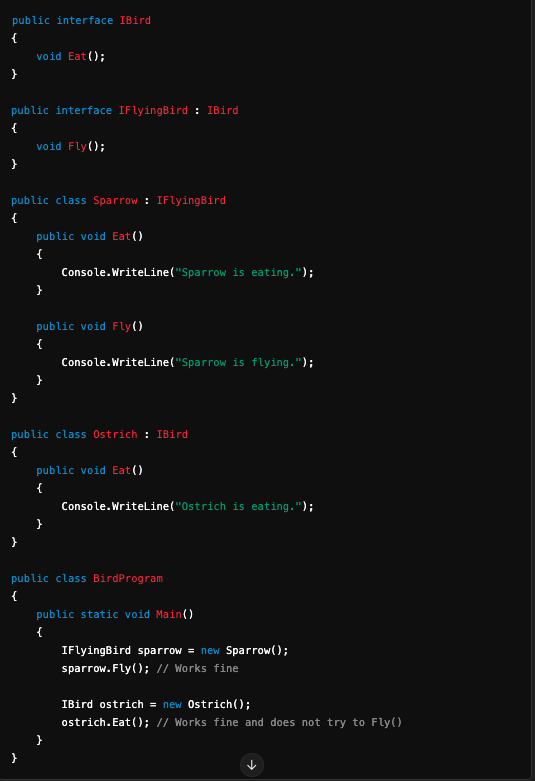 public interface IBird
{
    void Eat();
}

public interface IFlyingBird : IBird
{
    void Fly();
}

public class Sparrow : IFlyingBird
{
    public void Eat()
    {
        Console.WriteLine("Sparrow is eating.");
    }

    public void Fly()
    {
        Console.WriteLine("Sparrow is flying.");
    }
}

public class Ostrich : IBird
{
    public void Eat()
    {
        Console.WriteLine("Ostrich is eating.");
    }
}

public class BirdProgram
{
    public static void Main()
    {
        IFlyingBird sparrow = new Sparrow();
        sparrow.Fly(); // Works fine

        IBird ostrich = new Ostrich();
        ostrich.Eat(); // Works fine and does not try to Fly()
    }
}